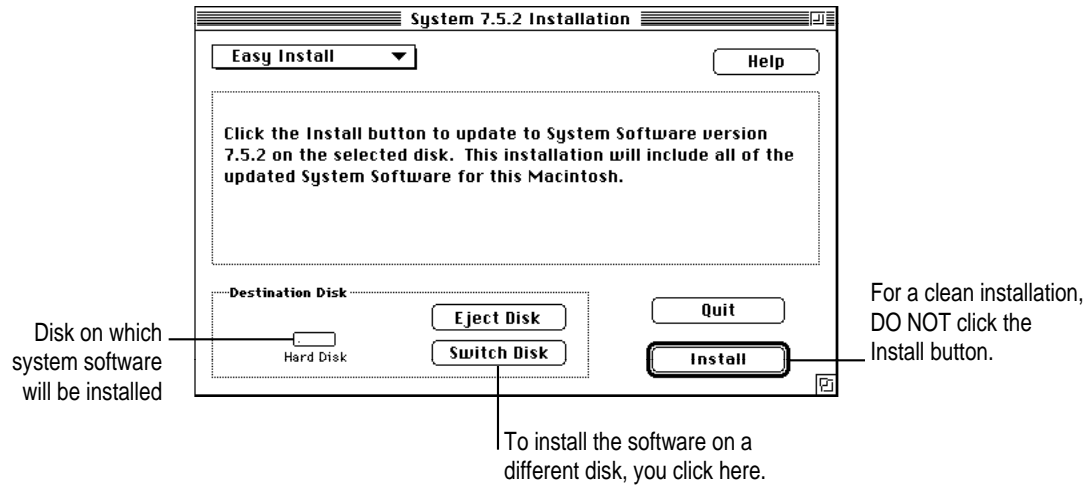 System 7.5.2 Installation
Easy Install
Help
Click the Install button to update to System Software version
7.5.2 on the selected disk.  This installation will include all of the
updated System Software for this Macintosh.
Destination Disk
Hard Disk
Eject Disk
Switch Disk
Quit
Install
Disk on which
system software
will be installed
For a clean installation,
DO NOT click the
Install button.
To install the software on a
different disk, you click here.